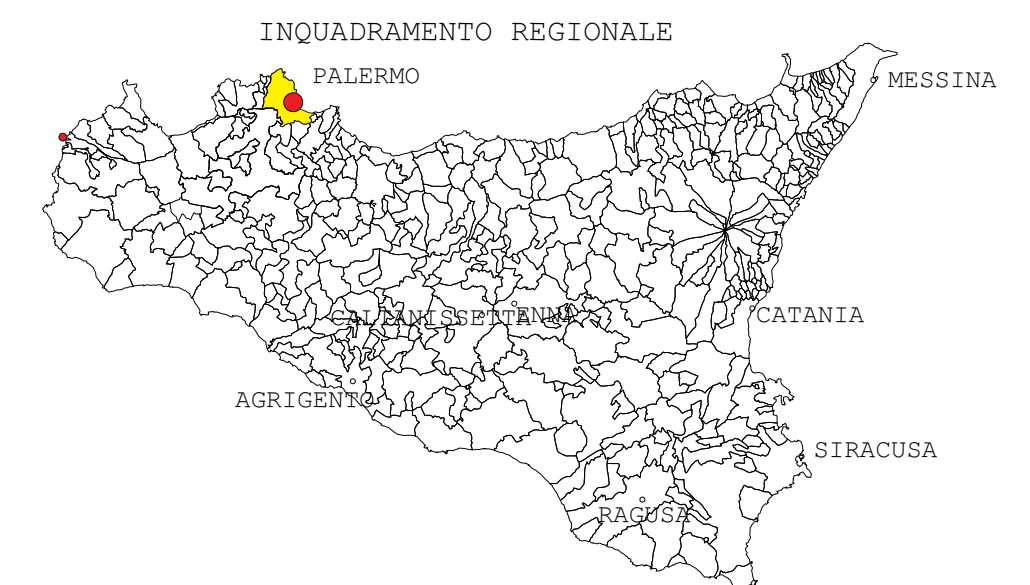 INQUADRAMENTO REGIONALE
PALERMO
MESSINA
CALTANISSETTA
ENNA
CATANIA
AGRIGENTO
SIRACUSA
RAGUSA